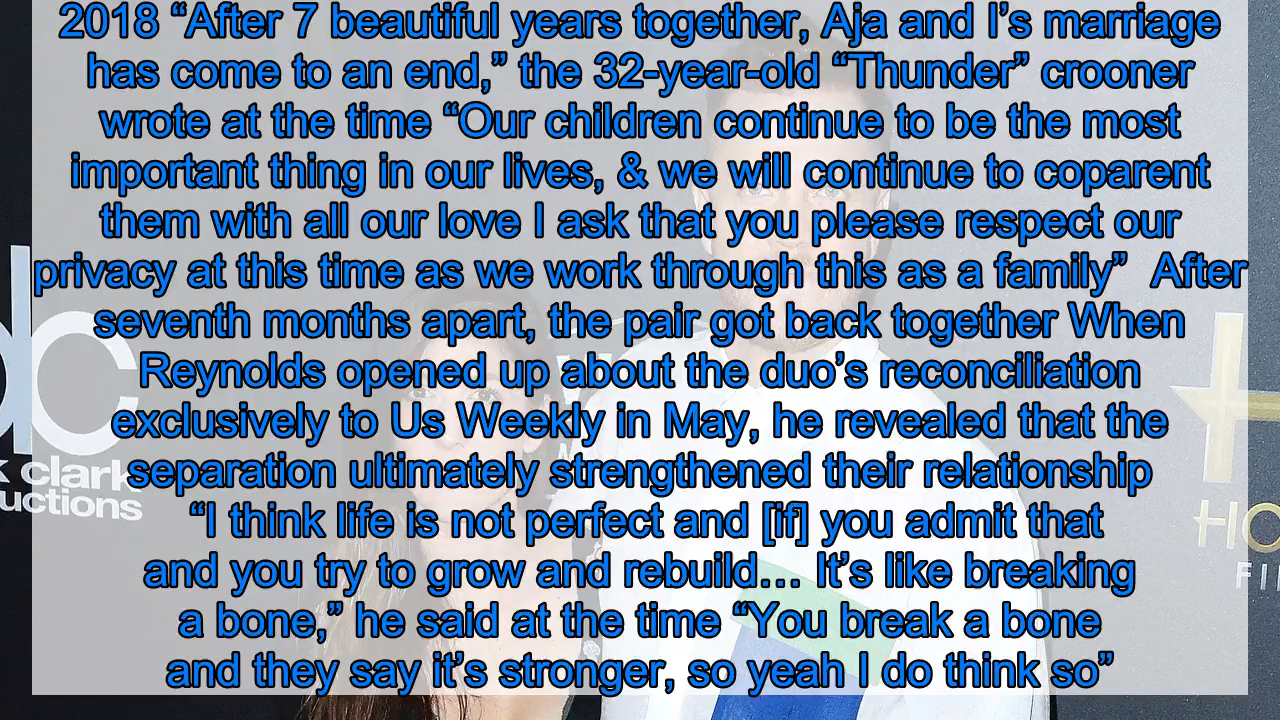 2018 “After 7 beautiful years together, Aja and I’s marriage
has come to an end,” the 32-year-old “Thunder” crooner
wrote at the time “Our children continue to be the most
important thing in our lives, & we will continue to coparent
them with all our love I ask that you please respect our
privacy at this time as we work through this as a family”  After
seventh months apart, the pair got back together When
Reynolds opened up about the duo’s reconciliation
exclusively to Us Weekly in May, he revealed that the
separation ultimately strengthened their relationship
“I think life is not perfect and [if] you admit that
and you try to grow and rebuild… It’s like breaking
a bone,” he said at the time “You break a bone
and they say it’s stronger, so yeah I do think so”
dc
k clark
uctions
HO
FI